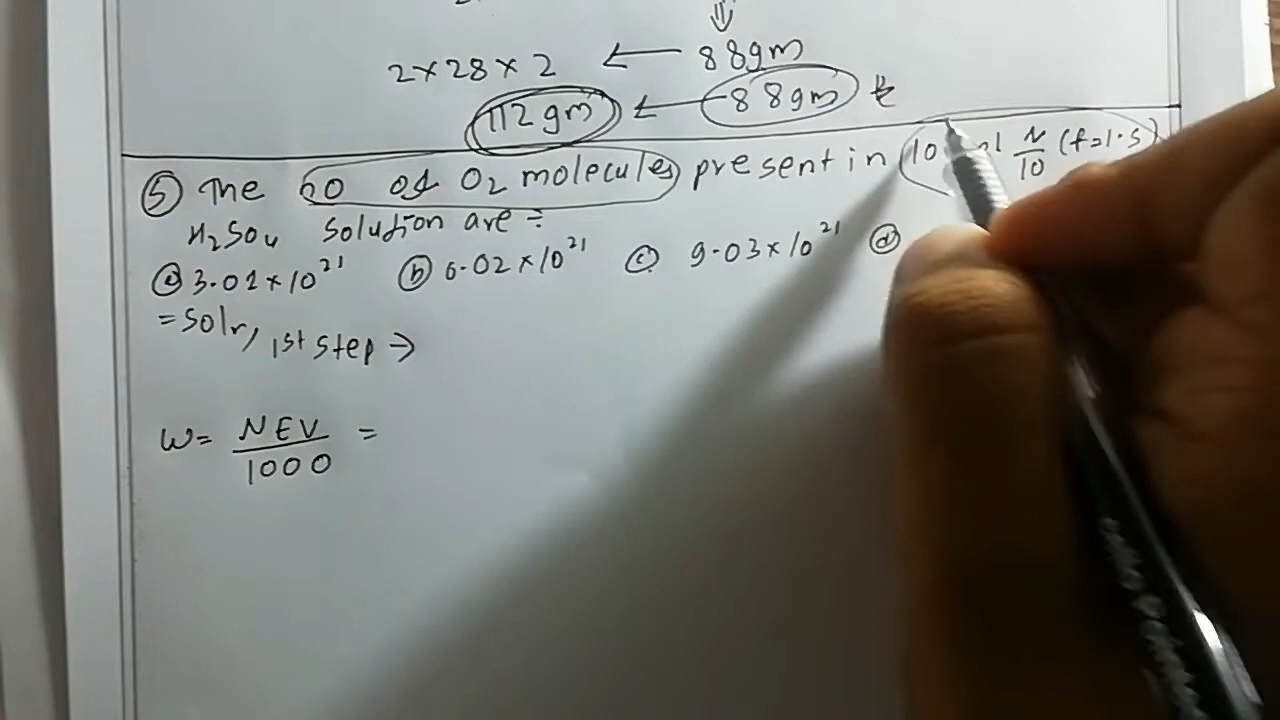 2×28×2 ← 88gm
112 gm ← 88gm
⑤ The no of O2 molecules present in 10 ml N/10 (f=1.5)
H2SO4 solution are ÷
ⓐ 3.01×10^21 ⓑ 6.02×10^21 ⓒ 9.03×10^21 ⓓ
= Soln, 1st step →
W= NEV/1000 =